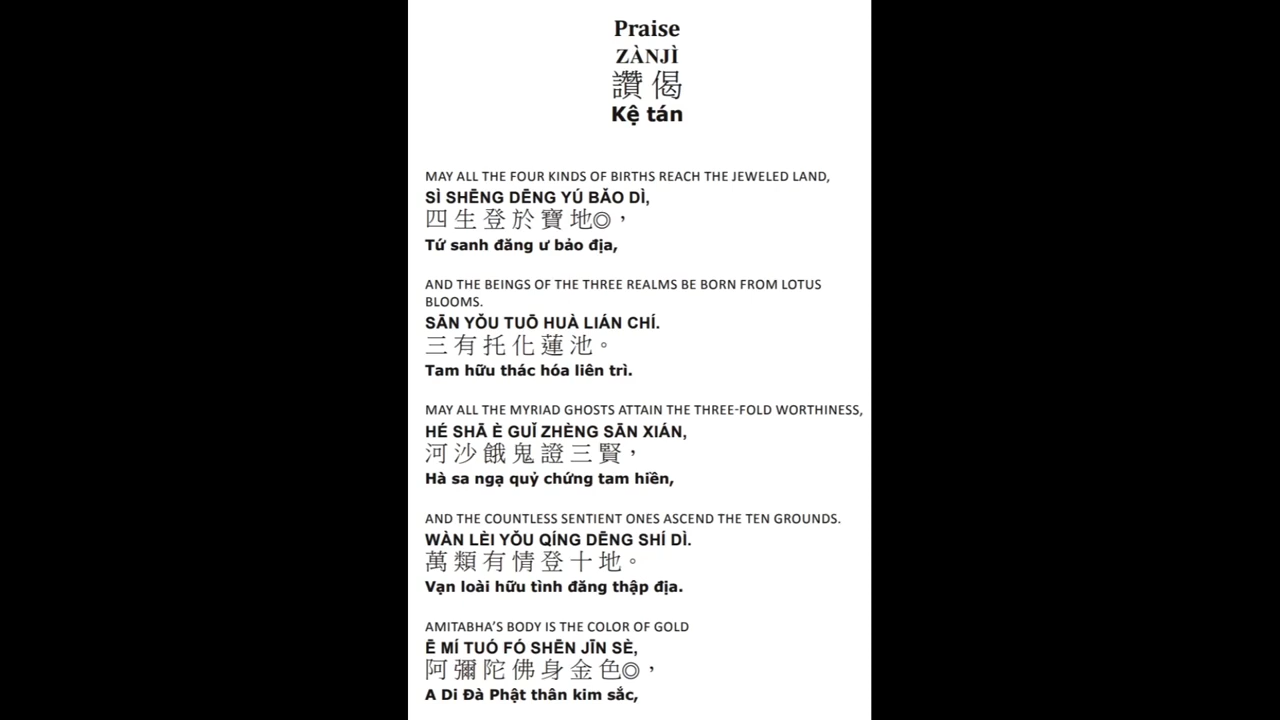 Praise
ZÀNJÌ
讚 偈
Kệ tán
MAY ALL THE FOUR KINDS OF BIRTHS REACH THE JEWELED LAND,
SÌ SHĒNG DĒNG YÚ BǍO DÌ,
四 生 登 於 寶 地◎，
Tứ sanh đăng ư bảo địa,
AND THE BEINGS OF THE THREE REALMS BE BORN FROM LOTUS
BLOOMS.
SĀN YǑU TUŌ HUÀ LIÁN CHÍ.
三 有 托 化 蓮 池。
Tam hữu thác hóa liên trì.
MAY ALL THE MYRIAD GHOSTS ATTAIN THE THREE-FOLD WORTHINESS,
HÉ SHĀ È GUǏ ZHÈNG SĀN XIÁN,
河 沙 餓 鬼 證 三 賢，
Hà sa ngạ quỷ chứng tam hiền,
AND THE COUNTLESS SENTIENT ONES ASCEND THE TEN GROUNDS.
WÀN LÈI YǑU QÍNG DĒNG SHÍ DÌ.
萬 類 有 情 登 十 地。
Vạn loài hữu tình đăng thập địa.
AMITABHA’S BODY IS THE COLOR OF GOLD
Ē MÍ TUÓ FÓ SHĒN JĪN SÈ,
阿 彌 陀 佛 身 金 色◎，
A Di Đà Phật thân kim sắc,